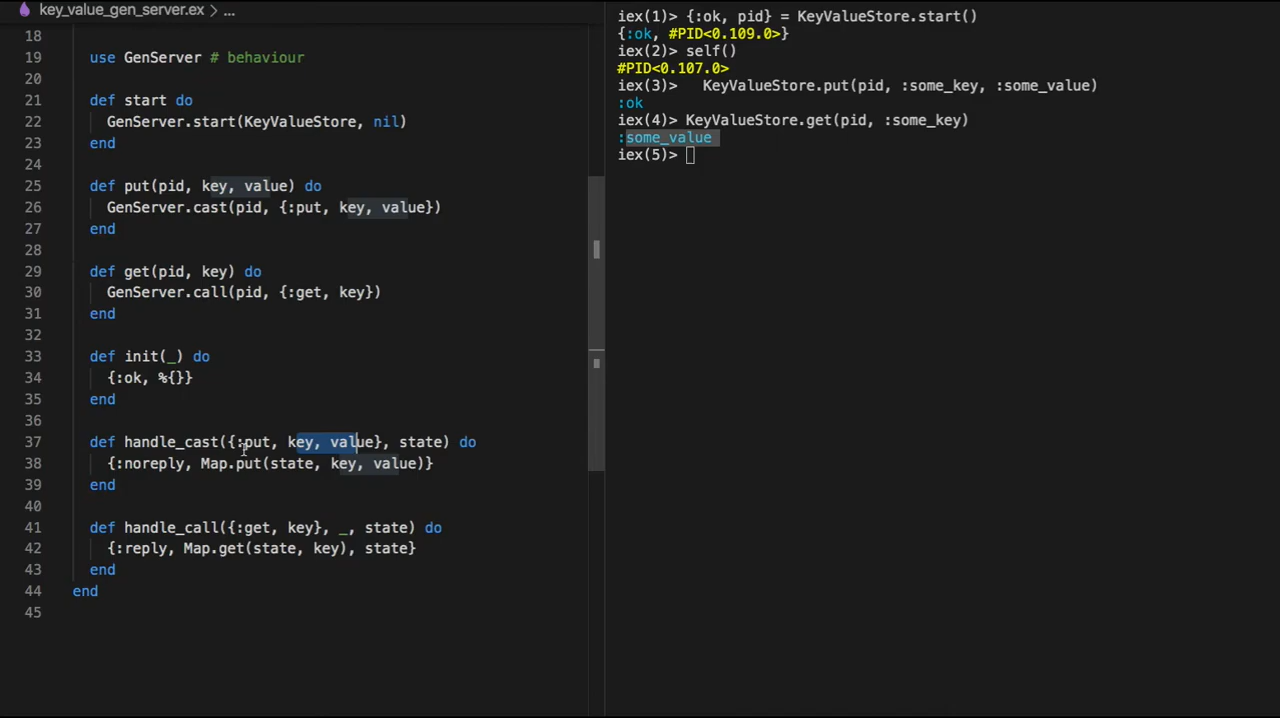 key_value_gen_server.ex > ...
18
19 use GenServer # behaviour
20
21 def start do
22 GenServer.start(KeyValueStore, nil)
23 end
24
25 def put(pid, key, value) do
26 GenServer.cast(pid, {:put, key, value})
27 end
28
29 def get(pid, key) do
30 GenServer.call(pid, {:get, key})
31 end
32
33 def init(_) do
34 {:ok, %{}}
35 end
36
37 def handle_cast({:put, key, value}, state) do
38 {:noreply, Map.put(state, key, value)}
39 end
40
41 def handle_call({:get, key}, _, state) do
42 {:reply, Map.get(state, key), state}
43 end
44 end
45
iex(1)> {:ok, pid} = KeyValueStore.start()
{:ok, #PID<0.109.0>}
iex(2)> self()
#PID<0.107.0>
iex(3)> KeyValueStore.put(pid, :some_key, :some_value)
:ok
iex(4)> KeyValueStore.get(pid, :some_key)
:some_value
iex(5)>